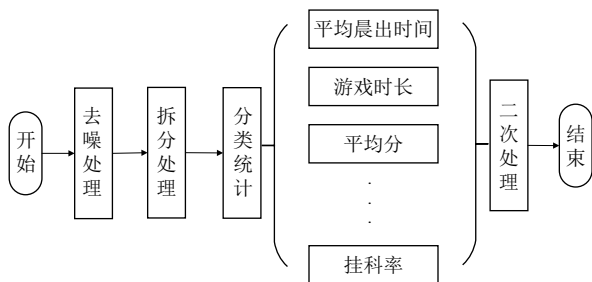 开始
去噪处理
拆分处理
分类统计
平均晨出时间
游戏时长
平均分
挂科率
二次处理
结束